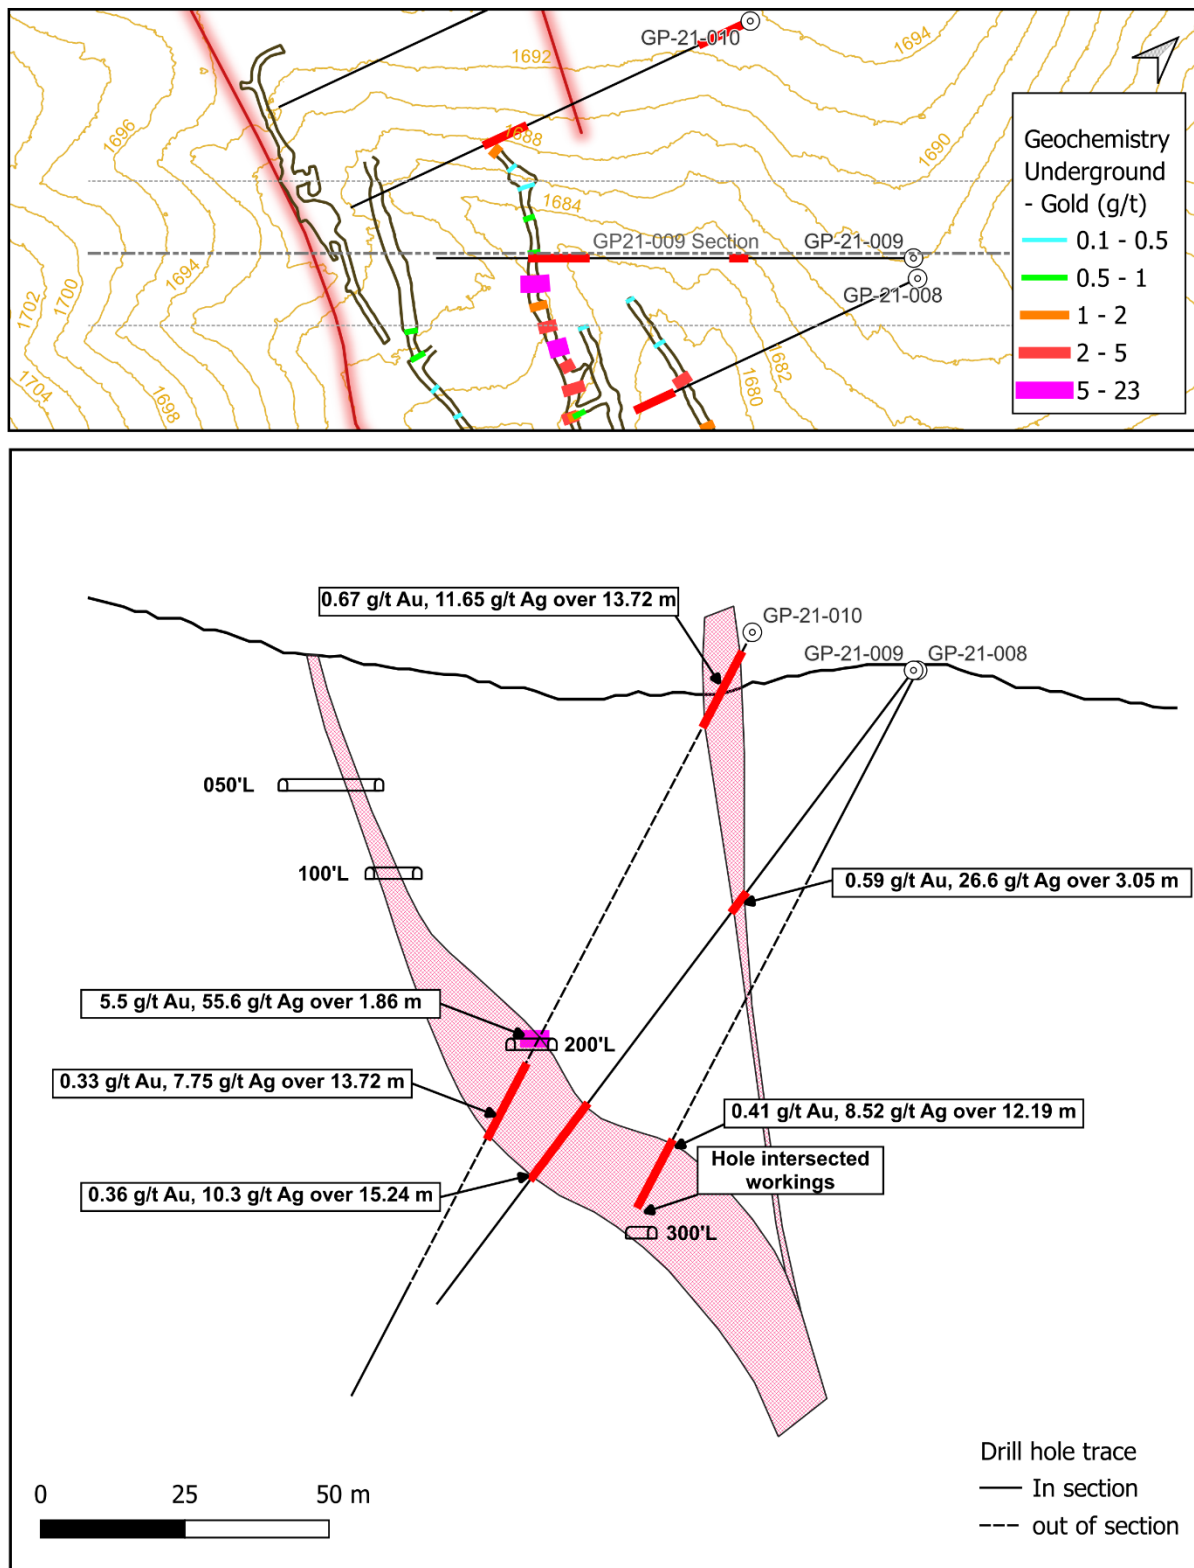 GP-21-010
1694
1692
1696
1688
1690
1684
GP21-009 Section
GP-21-009
GP-21-008
1694
1700
1702
1682
1680
1704
1698
Geochemistry
Underground
- Gold (g/t)
0.1 - 0.5
0.5 - 1
1 - 2
2 - 5
5 - 23
0.67 g/t Au, 11.65 g/t Ag over 13.72 m
GP-21-010
GP-21-009
GP-21-008
050'L
100'L
0.59 g/t Au, 26.6 g/t Ag over 3.05 m
5.5 g/t Au, 55.6 g/t Ag over 1.86 m
200'L
0.33 g/t Au, 7.75 g/t Ag over 13.72 m
0.41 g/t Au, 8.52 g/t Ag over 12.19 m
Hole intersected
workings
0.36 g/t Au, 10.3 g/t Ag over 15.24 m
300'L
Drill hole trace
In section
out of section
0 25 50 m